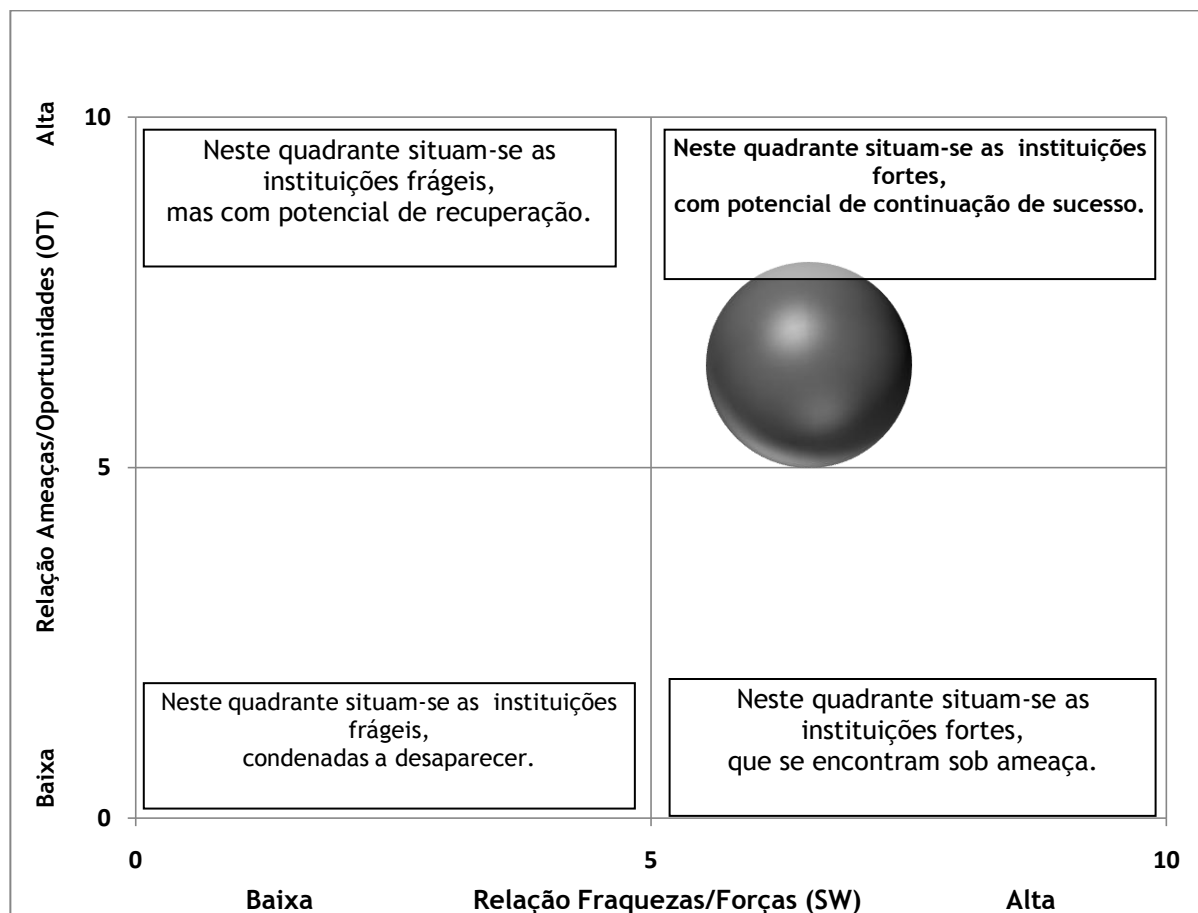 Alta
10
Neste quadrante situam-se as
instituições frágeis,
mas com potencial de recuperação.
Neste quadrante situam-se as instituições
fortes,
com potencial de continuação de sucesso.
Relação Ameaças/Oportunidades (OT)
5
Neste quadrante situam-se as instituições
frágeis,
condenadas a desaparecer.
Neste quadrante situam-se as
instituições fortes,
que se encontram sob ameaça.
Baixa
0
0
5
10
Baixa
Relação Fraquezas/Forças (SW)
Alta